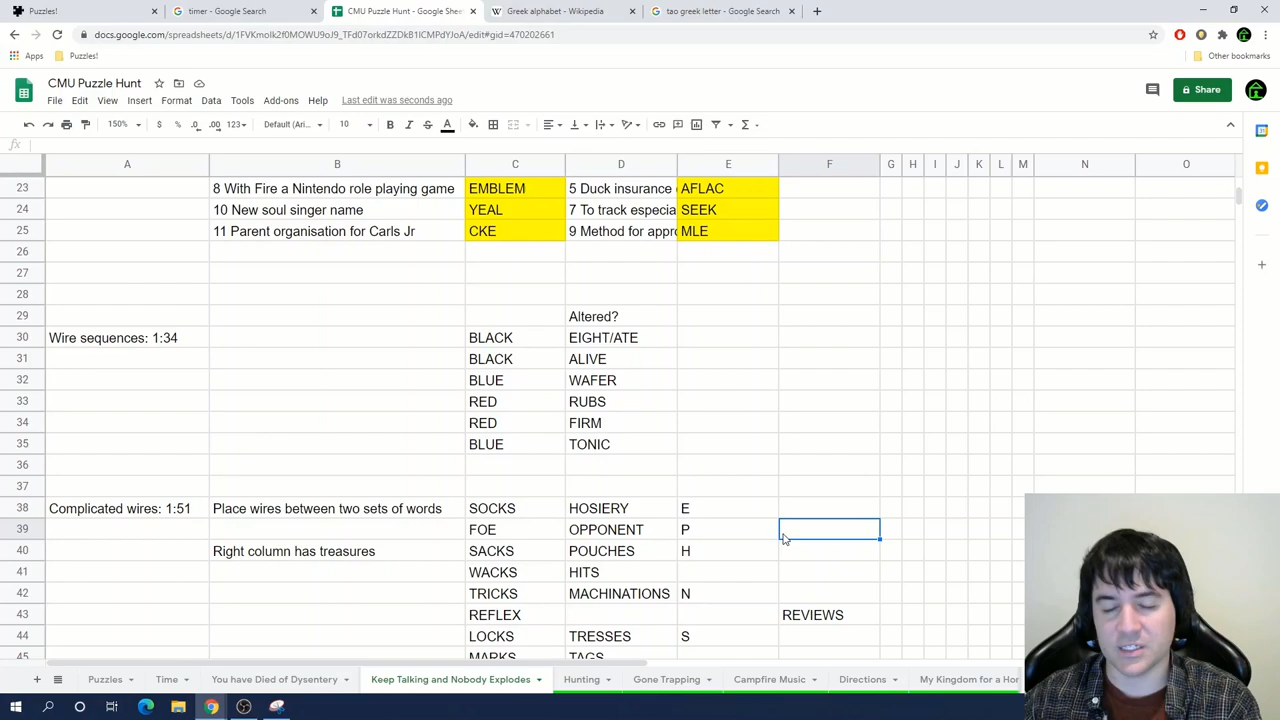 Puzzles!
timer - Google Search
CMU Puzzle Hunt - Google Shee
Greek alphabet - Wikipedia
tao greek letter - Google Search
docs.google.com/spreadsheets/d/1FVKmolk2f0MOWU9oJ9_TFd07orkdZZDkB1lCMPdYJoA/edit#gid=470202661
Apps
Puzzles!
Other bookmarks
CMU Puzzle Hunt
File Edit View Insert Format Data Tools Add-ons Help Last edit was seconds ago
Share
150% $ % .0 .00 123 Default (Ari... 10 B I S A
fx
A B C D E F G H I J K L M N O
23 8 With Fire a Nintendo role playing game EMBLEM 5 Duck insurance AFLAC
24 10 New soul singer name YEAL 7 To track especia SEEK
25 11 Parent organisation for Carls Jr CKE 9 Method for appro MLE
26
27
28
29 Altered?
30 Wire sequences: 1:34 BLACK EIGHT/ATE
31 BLACK ALIVE
32 BLUE WAFER
33 RED RUBS
34 RED FIRM
35 BLUE TONIC
36
37
38 Complicated wires: 1:51 Place wires between two sets of words SOCKS HOSIERY E
39 FOE OPPONENT P
40 Right column has treasures SACKS POUCHES H
41 WACKS HITS
42 TRICKS MACHINATIONS N
43 REFLEX REVIEWS
44 LOCKS TRESSES S
45 MARKS TAGS
Puzzles Time You have Died of Dysentery Keep Talking and Nobody Explodes Hunting Gone Trapping Campfire Music Directions My Kingdom for a Hor